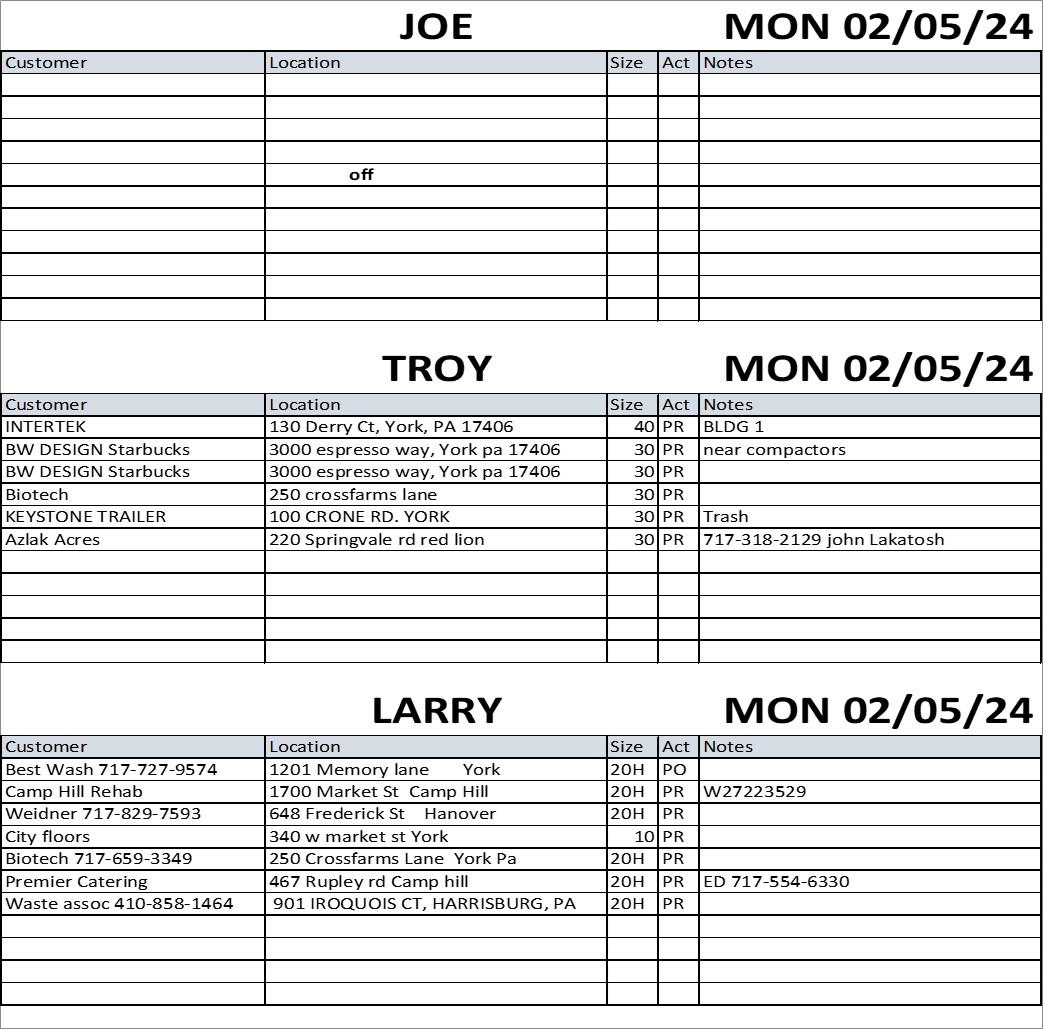 JOE MON 02/05/24
Customer Location Size Act Notes
off
TROY MON 02/05/24
Customer Location Size Act Notes
INTERTEK 130 Derry Ct, York, PA 17406 40 PR BLDG 1
BW DESIGN Starbucks 3000 espresso way, York pa 17406 30 PR near compactors
BW DESIGN Starbucks 3000 espresso way, York pa 17406 30 PR
Biotech 250 crossfarms lane 30 PR
KEYSTONE TRAILER 100 CRONE RD. YORK 30 PR Trash
Azlak Acres 220 Springvale rd red lion 30 PR 717-318-2129 john Lakatosh
LARRY MON 02/05/24
Customer Location Size Act Notes
Best Wash 717-727-9574 1201 Memory lane York 20H PO
Camp Hill Rehab 1700 Market St Camp Hill 20H PR W27223529
Weidner 717-829-7593 648 Frederick St Hanover 20H PR
City floors 340 w market st York 10 PR
Biotech 717-659-3349 250 Crossfarms Lane York Pa 20H PR
Premier Catering 467 Rupley rd Camp hill 20H PR ED 717-554-6330
Waste assoc 410-858-1464 901 IROQUOIS CT, HARRISBURG, PA 20H PR